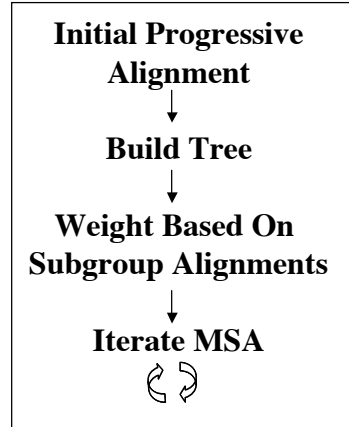 Initial Progressive
Alignment
Build Tree
Weight Based On
Subgroup Alignments
Iterate MSA